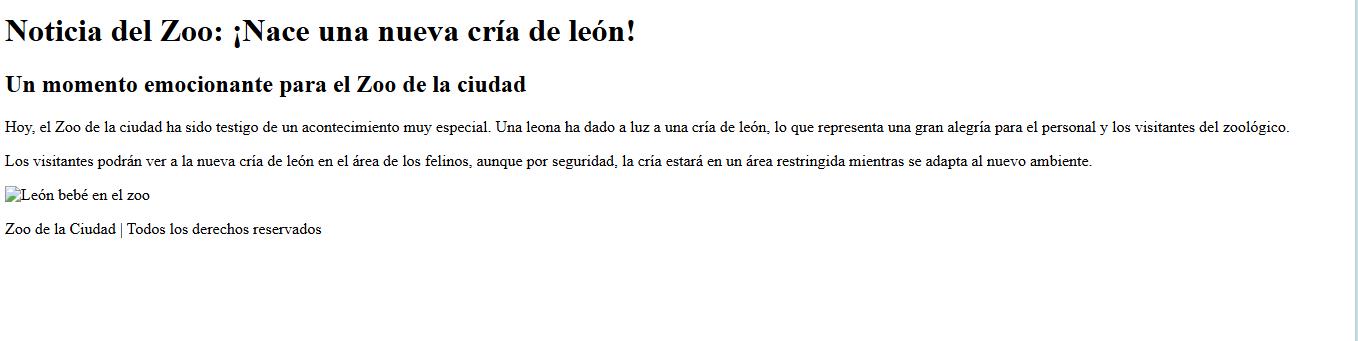 Noticia del Zoo: ¡Nace una nueva cría de león!
Un momento emocionante para el Zoo de la ciudad
Hoy, el Zoo de la ciudad ha sido testigo de un acontecimiento muy especial. Una leona ha dado a luz a una cría de león, lo que representa una gran alegría para el personal y los visitantes del zoológico.
Los visitantes podrán ver a la nueva cría de león en el área de los felinos, aunque por seguridad, la cría estará en un área restringida mientras se adapta al nuevo ambiente.
León bebé en el zoo
Zoo de la Ciudad | Todos los derechos reservados